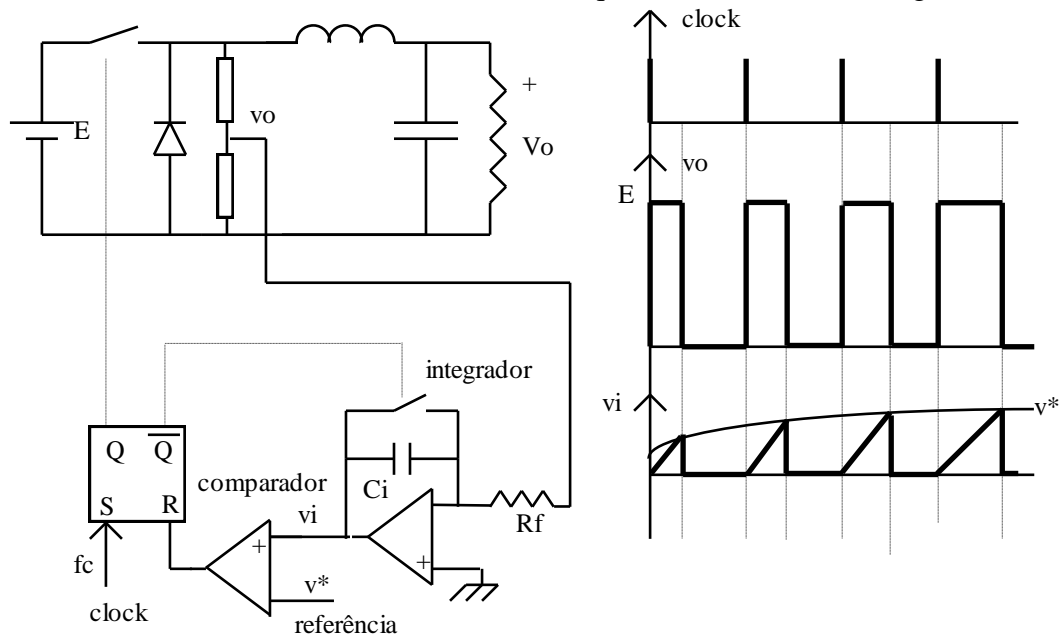 clock
vo
+
E
Vo
E
vo
integrador
vi
v*
Q
Q
S
R
comparador
Ci
vi
Rf
+
+
fc
v*
clock
referência